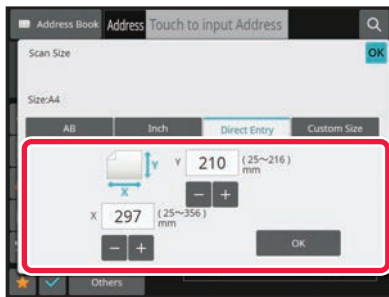 Address Book Address Touch to input Address
Scan Size OK
Size:A4
AB Inch Direct Entry Custom Size
Y Y 210 (25～216)
mm
X
X 297 (25～356)
mm
− +
− + OK
Others